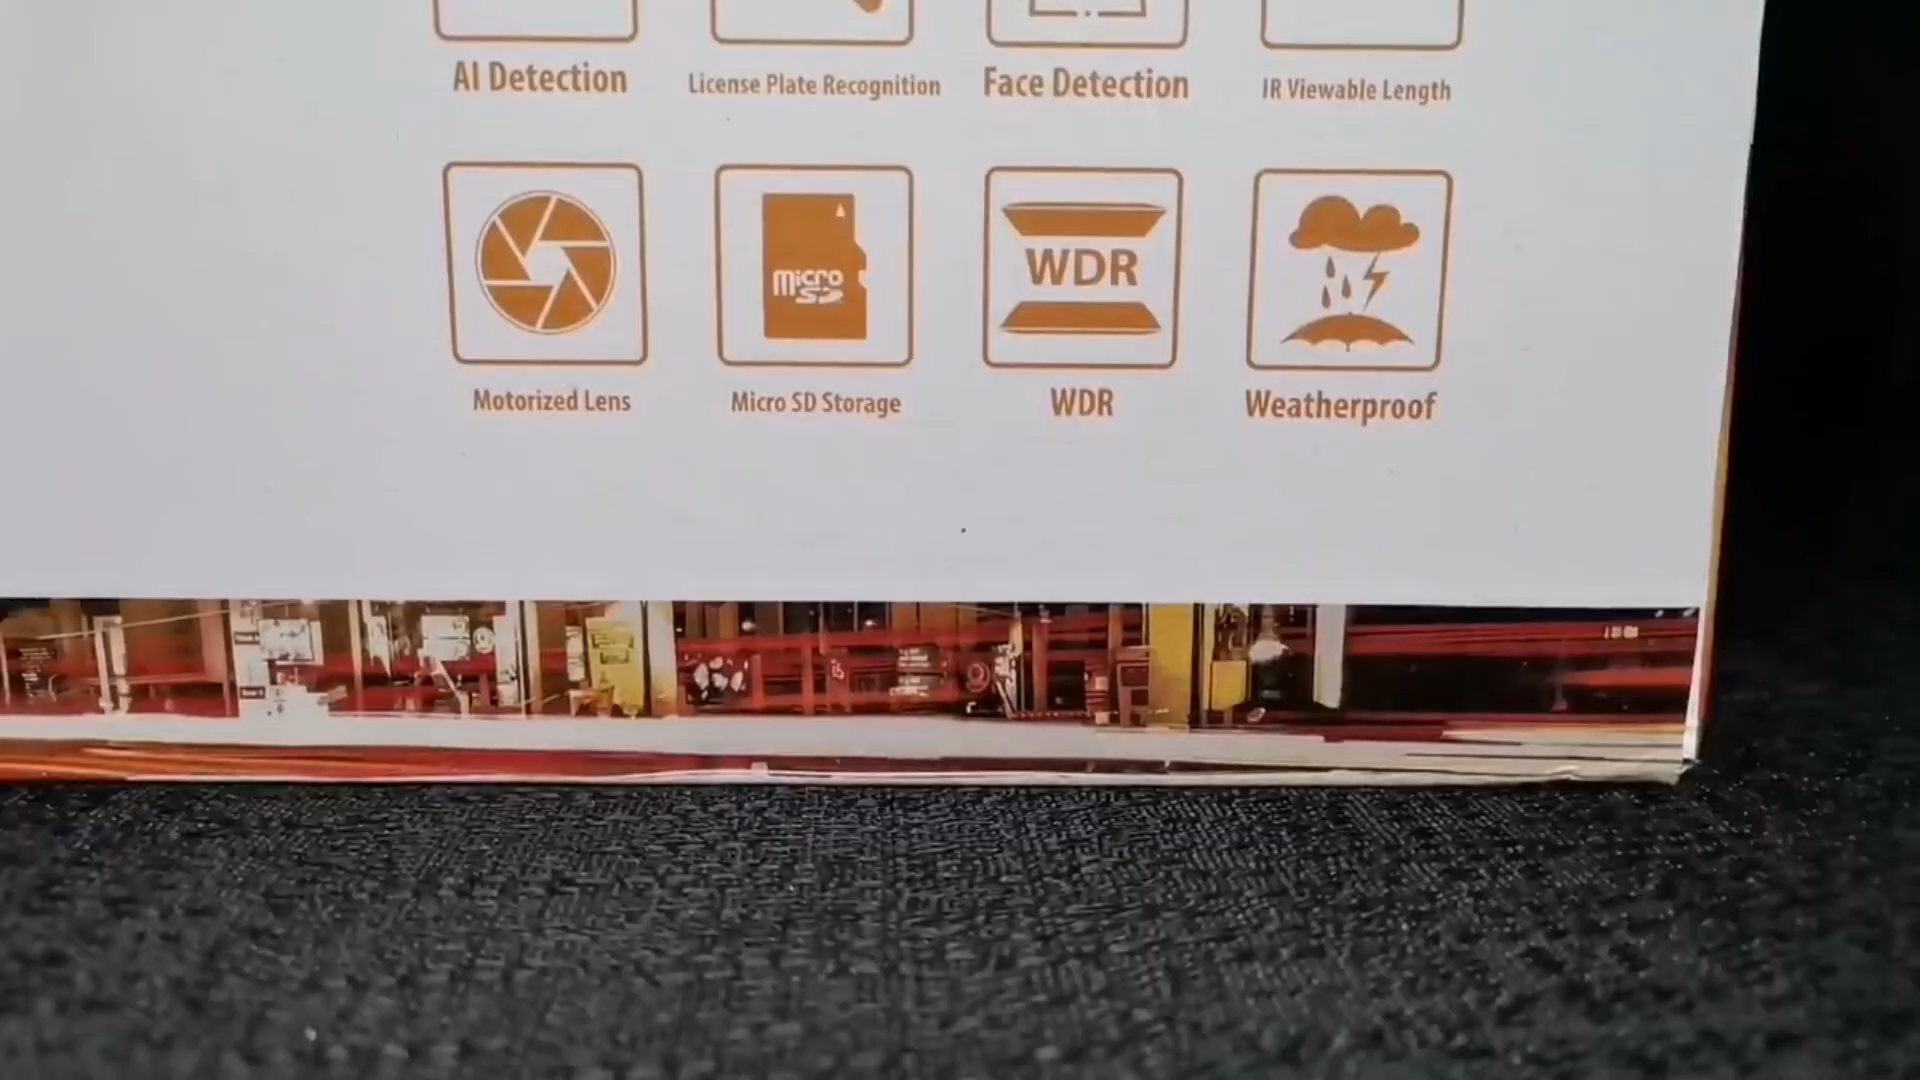 AI Detection
License Plate Recognition
Face Detection
IR Viewable Length
micro
SD
WDR
Motorized Lens
Micro SD Storage
WDR
Weatherproof